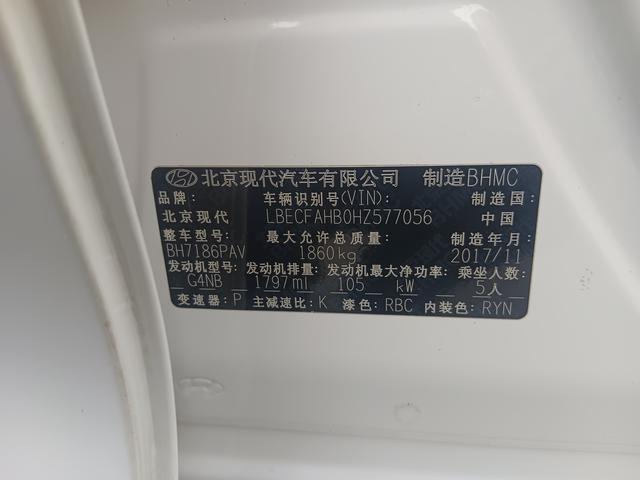 北京现代汽车有限公司 制造BHMC
品牌: 车辆识别号(VIN): 制造国:
北京现代 LBECFAHB0HZ577056 中国
整车型号: 最大允许总质量: 制造年月:
BH7186PAV 1860kg 2017/11
发动机型号: 发动机排量: 发动机最大净功率: 乘坐人数:
G4NB 1797ml 105 kW 5人
变速器: P 主减速比: K 漆色: RBC 内装色: RYN